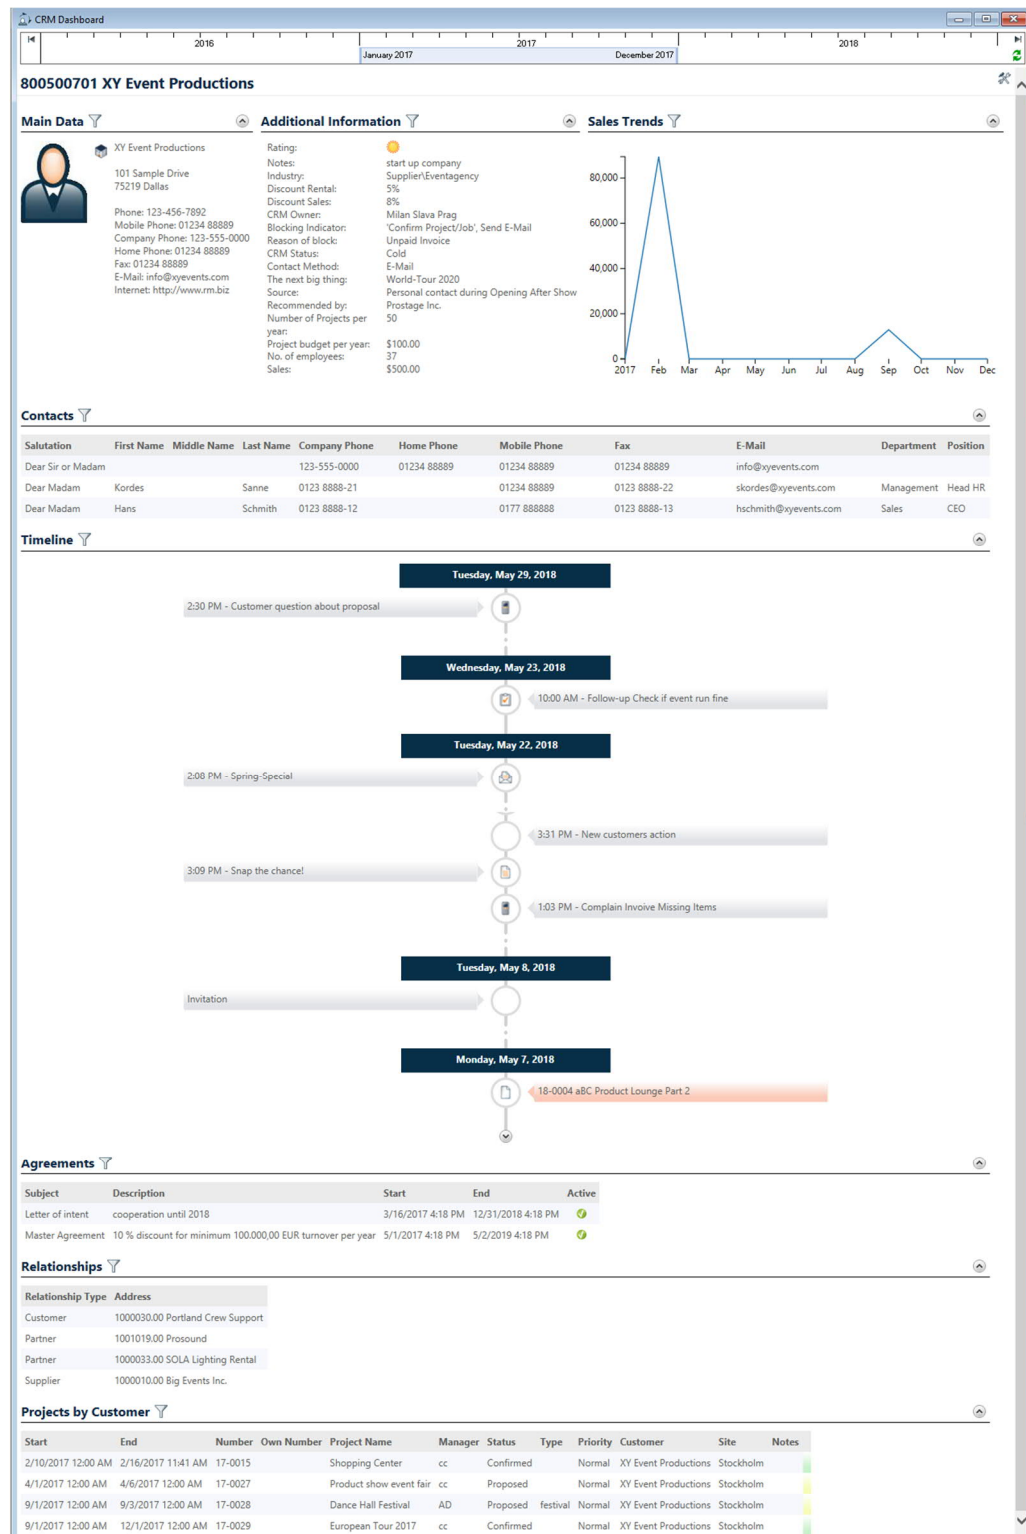 CRM Dashboard
2016 2017 2018
January 2017 December 2017
800500701 XY Event Productions
Main Data
XY Event Productions
101 Sample Drive
75219 Dallas
Phone: 123-456-7892
Mobile Phone: 01234 88889
Company Phone: 123-555-0000
Home Phone: 01234 88889
Fax: 01234 88889
E-Mail: info@xyevents.com
Internet: http://www.rm.biz
Additional Information
Rating:
Notes: start up company
Industry: Supplier\Eventagency
Discount Rental: 5%
Discount Sales: 8%
CRM Owner: Milan Slava Prag
Blocking Indicator: 'Confirm Project/Job', Send E-Mail
Reason of block: Unpaid Invoice
CRM Status: Cold
Contact Method: E-Mail
The next big thing: World-Tour 2020
Source: Personal contact during Opening After Show
Recommended by: Prostage Inc.
Number of Projects per 50
year:
Project budget per year: $100.00
No. of employees: 37
Sales: $500.00
Sales Trends
80,000
60,000
40,000
20,000
0
2017 Feb Mar Apr May Jun Jul Aug Sep Oct Nov Dec
Contacts
Salutation First Name Middle Name Last Name Company Phone Home Phone Mobile Phone Fax E-Mail Department Position
Dear Sir or Madam 123-555-0000 01234 88889 01234 88889 01234 88889 info@xyevents.com
Dear Madam Kordes Sanne 0123 8888-21 01234 88889 0123 8888-22 skordes@xyevents.com Management Head HR
Dear Madam Hans Schmith 0123 8888-12 0177 888888 0123 8888-13 hschmith@xyevents.com Sales CEO
Timeline
Tuesday, May 29, 2018
2:30 PM - Customer question about proposal
Wednesday, May 23, 2018
10:00 AM - Follow-up Check if event run fine
Tuesday, May 22, 2018
2:08 PM - Spring-Special
3:31 PM - New customers action
3:09 PM - Snap the chance!
1:03 PM - Complain Invoive Missing Items
Tuesday, May 8, 2018
Invitation
Monday, May 7, 2018
18-0004 aBC Product Lounge Part 2
Agreements
Subject Description Start End Active
Letter of intent cooperation until 2018 3/16/2017 4:18 PM 12/31/2018 4:18 PM
Master Agreement 10 % discount for minimum 100.000,00 EUR turnover per year 5/1/2017 4:18 PM 5/2/2019 4:18 PM
Relationships
Relationship Type Address
Customer 1000030.00 Portland Crew Support
Partner 1001019.00 Prosound
Partner 1000033.00 SOLA Lighting Rental
Supplier 1000010.00 Big Events Inc.
Projects by Customer
Start End Number Own Number Project Name Manager Status Type Priority Customer Site Notes
2/10/2017 12:00 AM 2/16/2017 11:41 AM 17-0015 Shopping Center cc Confirmed Normal XY Event Productions Stockholm
4/1/2017 12:00 AM 4/6/2017 12:00 AM 17-0027 Product show event fair cc Proposed Normal XY Event Productions Stockholm
9/1/2017 12:00 AM 9/3/2017 12:00 AM 17-0028 Dance Hall Festival AD Proposed festival Normal XY Event Productions Stockholm
9/1/2017 12:00 AM 12/1/2017 12:00 AM 17-0029 European Tour 2017 cc Confirmed Normal XY Event Productions Stockholm